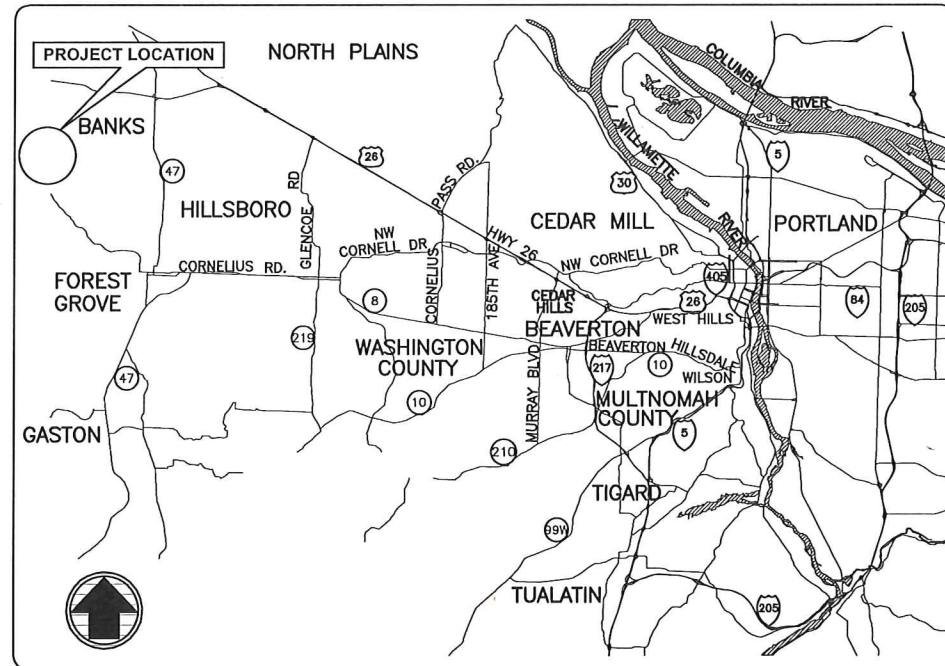 PROJECT LOCATION
NORTH PLAINS
BANKS
COLUMBIA
RIVER
5
26
47
GLENCOE RD
PASS RD.
30
WILLAMETTE
RIVER
HILLSBORO
CEDAR MILL
PORTLAND
NW
CORNELL DR
HWY 26
NW CORNELL DR
CORNELIUS RD.
CORNELIUS
185TH AVE
405
FOREST
GROVE
8
CEDAR
HILLS
26
84
205
WEST HILLS
BEAVERTON
219
WASHINGTON
COUNTY
MURRAY BLVD
BEAVERTON
HILLSDALE
217
10
WILSON
47
10
MULTNOMAH
COUNTY
GASTON
210
5
TIGARD
99W
TUALATIN
205